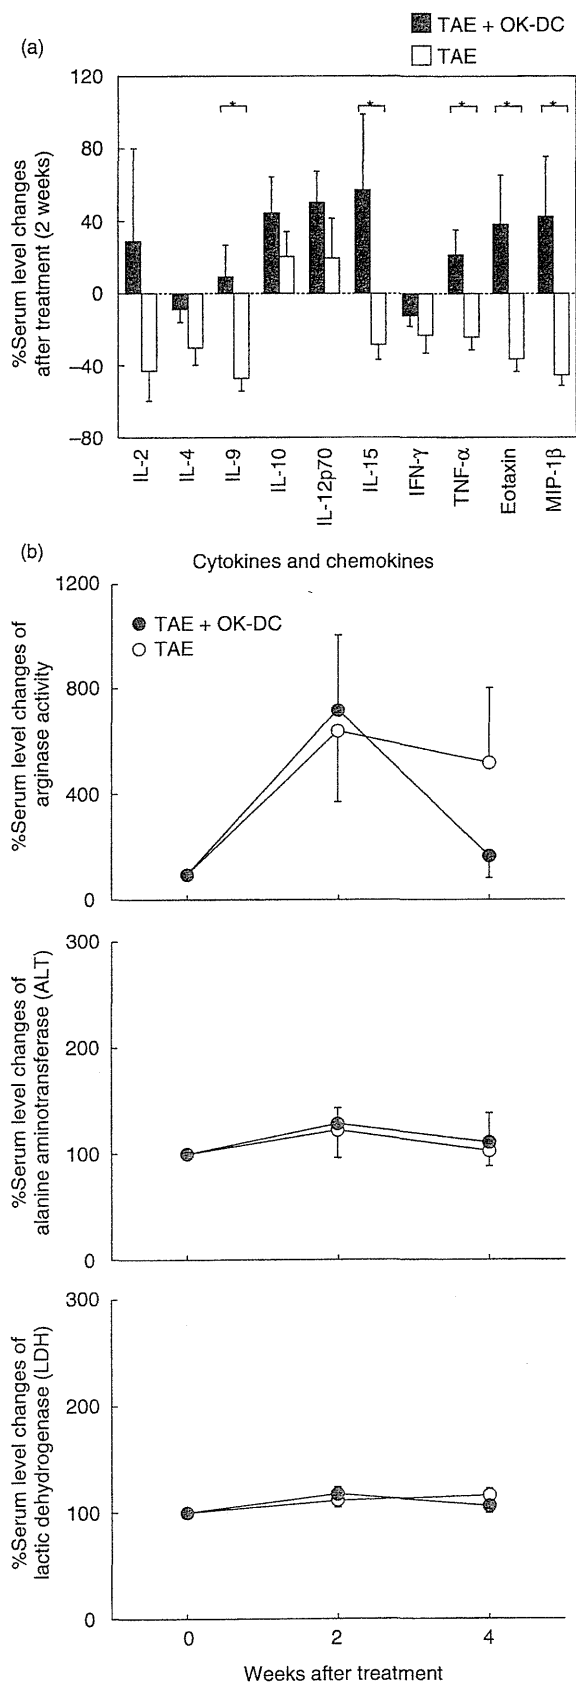 TAE + OK-DC
TAE
(a)
%Serum level changes
after treatment (2 weeks)
120
80
40
0
−40
−80
* * * * *
IL-2
IL-4
IL-9
IL-10
IL-12p70
IL-15
IFN-γ
TNF-α
Eotaxin
MIP-1β
Cytokines and chemokines
(b)
%Serum level changes of
arginase activity
1200
800
400
0
TAE + OK-DC
TAE
%Serum level changes of
alanine aminotransferase (ALT)
300
200
100
0
%Serum level changes of
lactic dehydrogenase (LDH)
300
200
100
0
0 2 4
Weeks after treatment